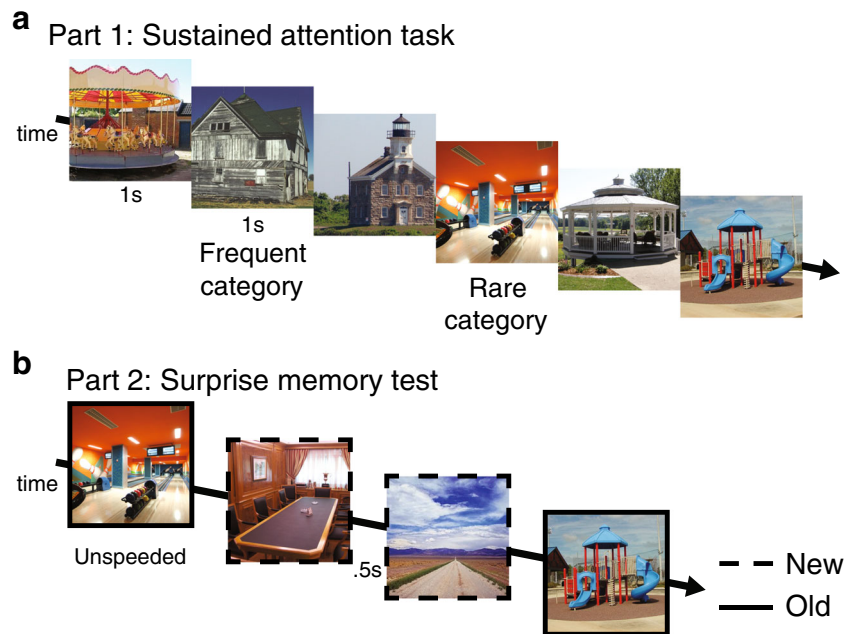 a
Part 1: Sustained attention task
time
1s
1s
Frequent
category
Rare
category
b
Part 2: Surprise memory test
time
Unspeeded
.5s
New
Old